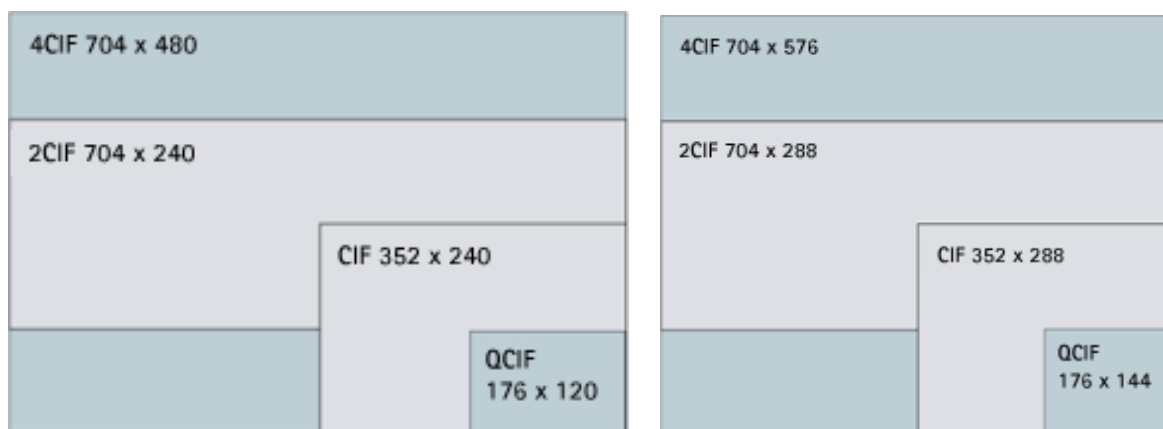 4CIF 704 x 480
2CIF 704 x 240
CIF 352 x 240
QCIF
176 x 120
4CIF 704 x 576
2CIF 704 x 288
CIF 352 x 288
QCIF
176 x 144